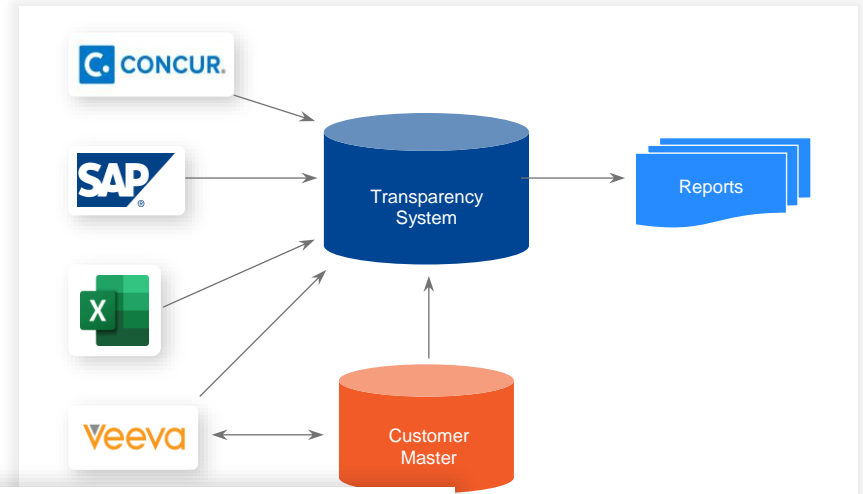 C. CONCUR.
SAP
®
X
Veeva
Transparency
System
Customer
Master
Reports